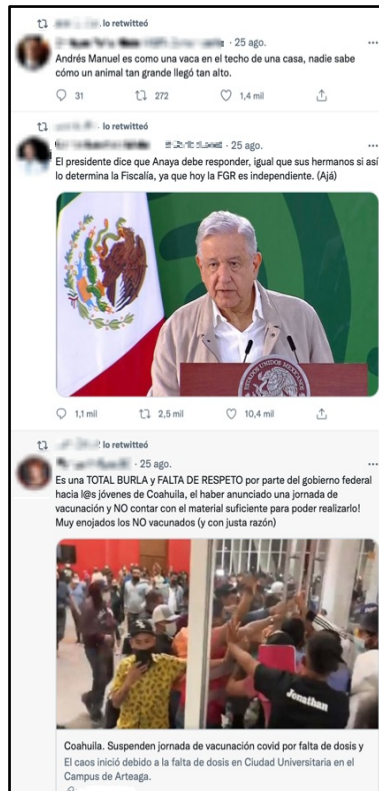 lo retwitteó
· 25 ago.
Andrés Manuel es como una vaca en el techo de una casa, nadie sabe
cómo un animal tan grande llegó tan alto.
31 272 1,4 mil
lo retwitteó
· 25 ago.
El presidente dice que Anaya debe responder, igual que sus hermanos si así
lo determina la Fiscalía, ya que hoy la FGR es independiente. (Ajá)
ESTADOS UNIDOS MEXICANOS
1,1 mil 2,5 mil 10,4 mil
lo retwitteó
· 25 ago.
Es una TOTAL BURLA y FALTA DE RESPETO por parte del gobierno federal
hacia l@s jóvenes de Coahuila, el haber anunciado una jornada de
vacunación y NO contar con el material suficiente para poder realizarlo!
Muy enojados los NO vacunados (y con justa razón)
Jonathan
Coahuila. Suspenden jornada de vacunación covid por falta de dosis y
El caos inició debido a la falta de dosis en Ciudad Universitaria en el
Campus de Arteaga.